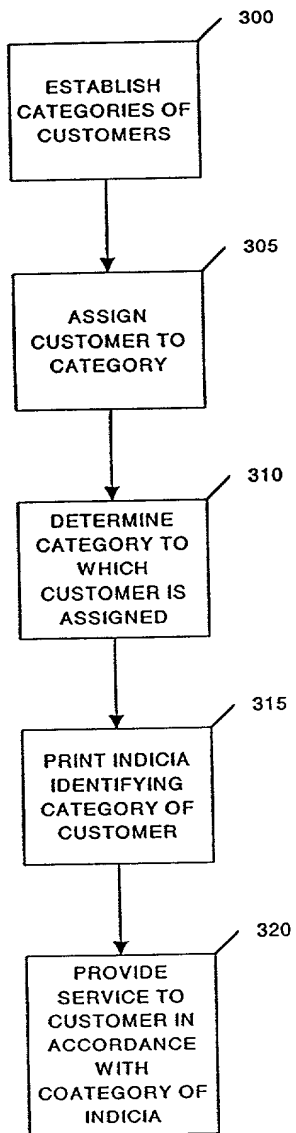 300
ESTABLISH
CATEGORIES OF
CUSTOMERS
305
ASSIGN
CUSTOMER TO
CATEGORY
310
DETERMINE
CATEGORY TO
WHICH
CUSTOMER IS
ASSIGNED
315
PRINT INDICIA
IDENTIFYING
CATEGORY OF
CUSTOMER
320
PROVIDE
SERVICE TO
CUSTOMER IN
ACCORDANCE
WITH
COATEGORY OF
INDICIA